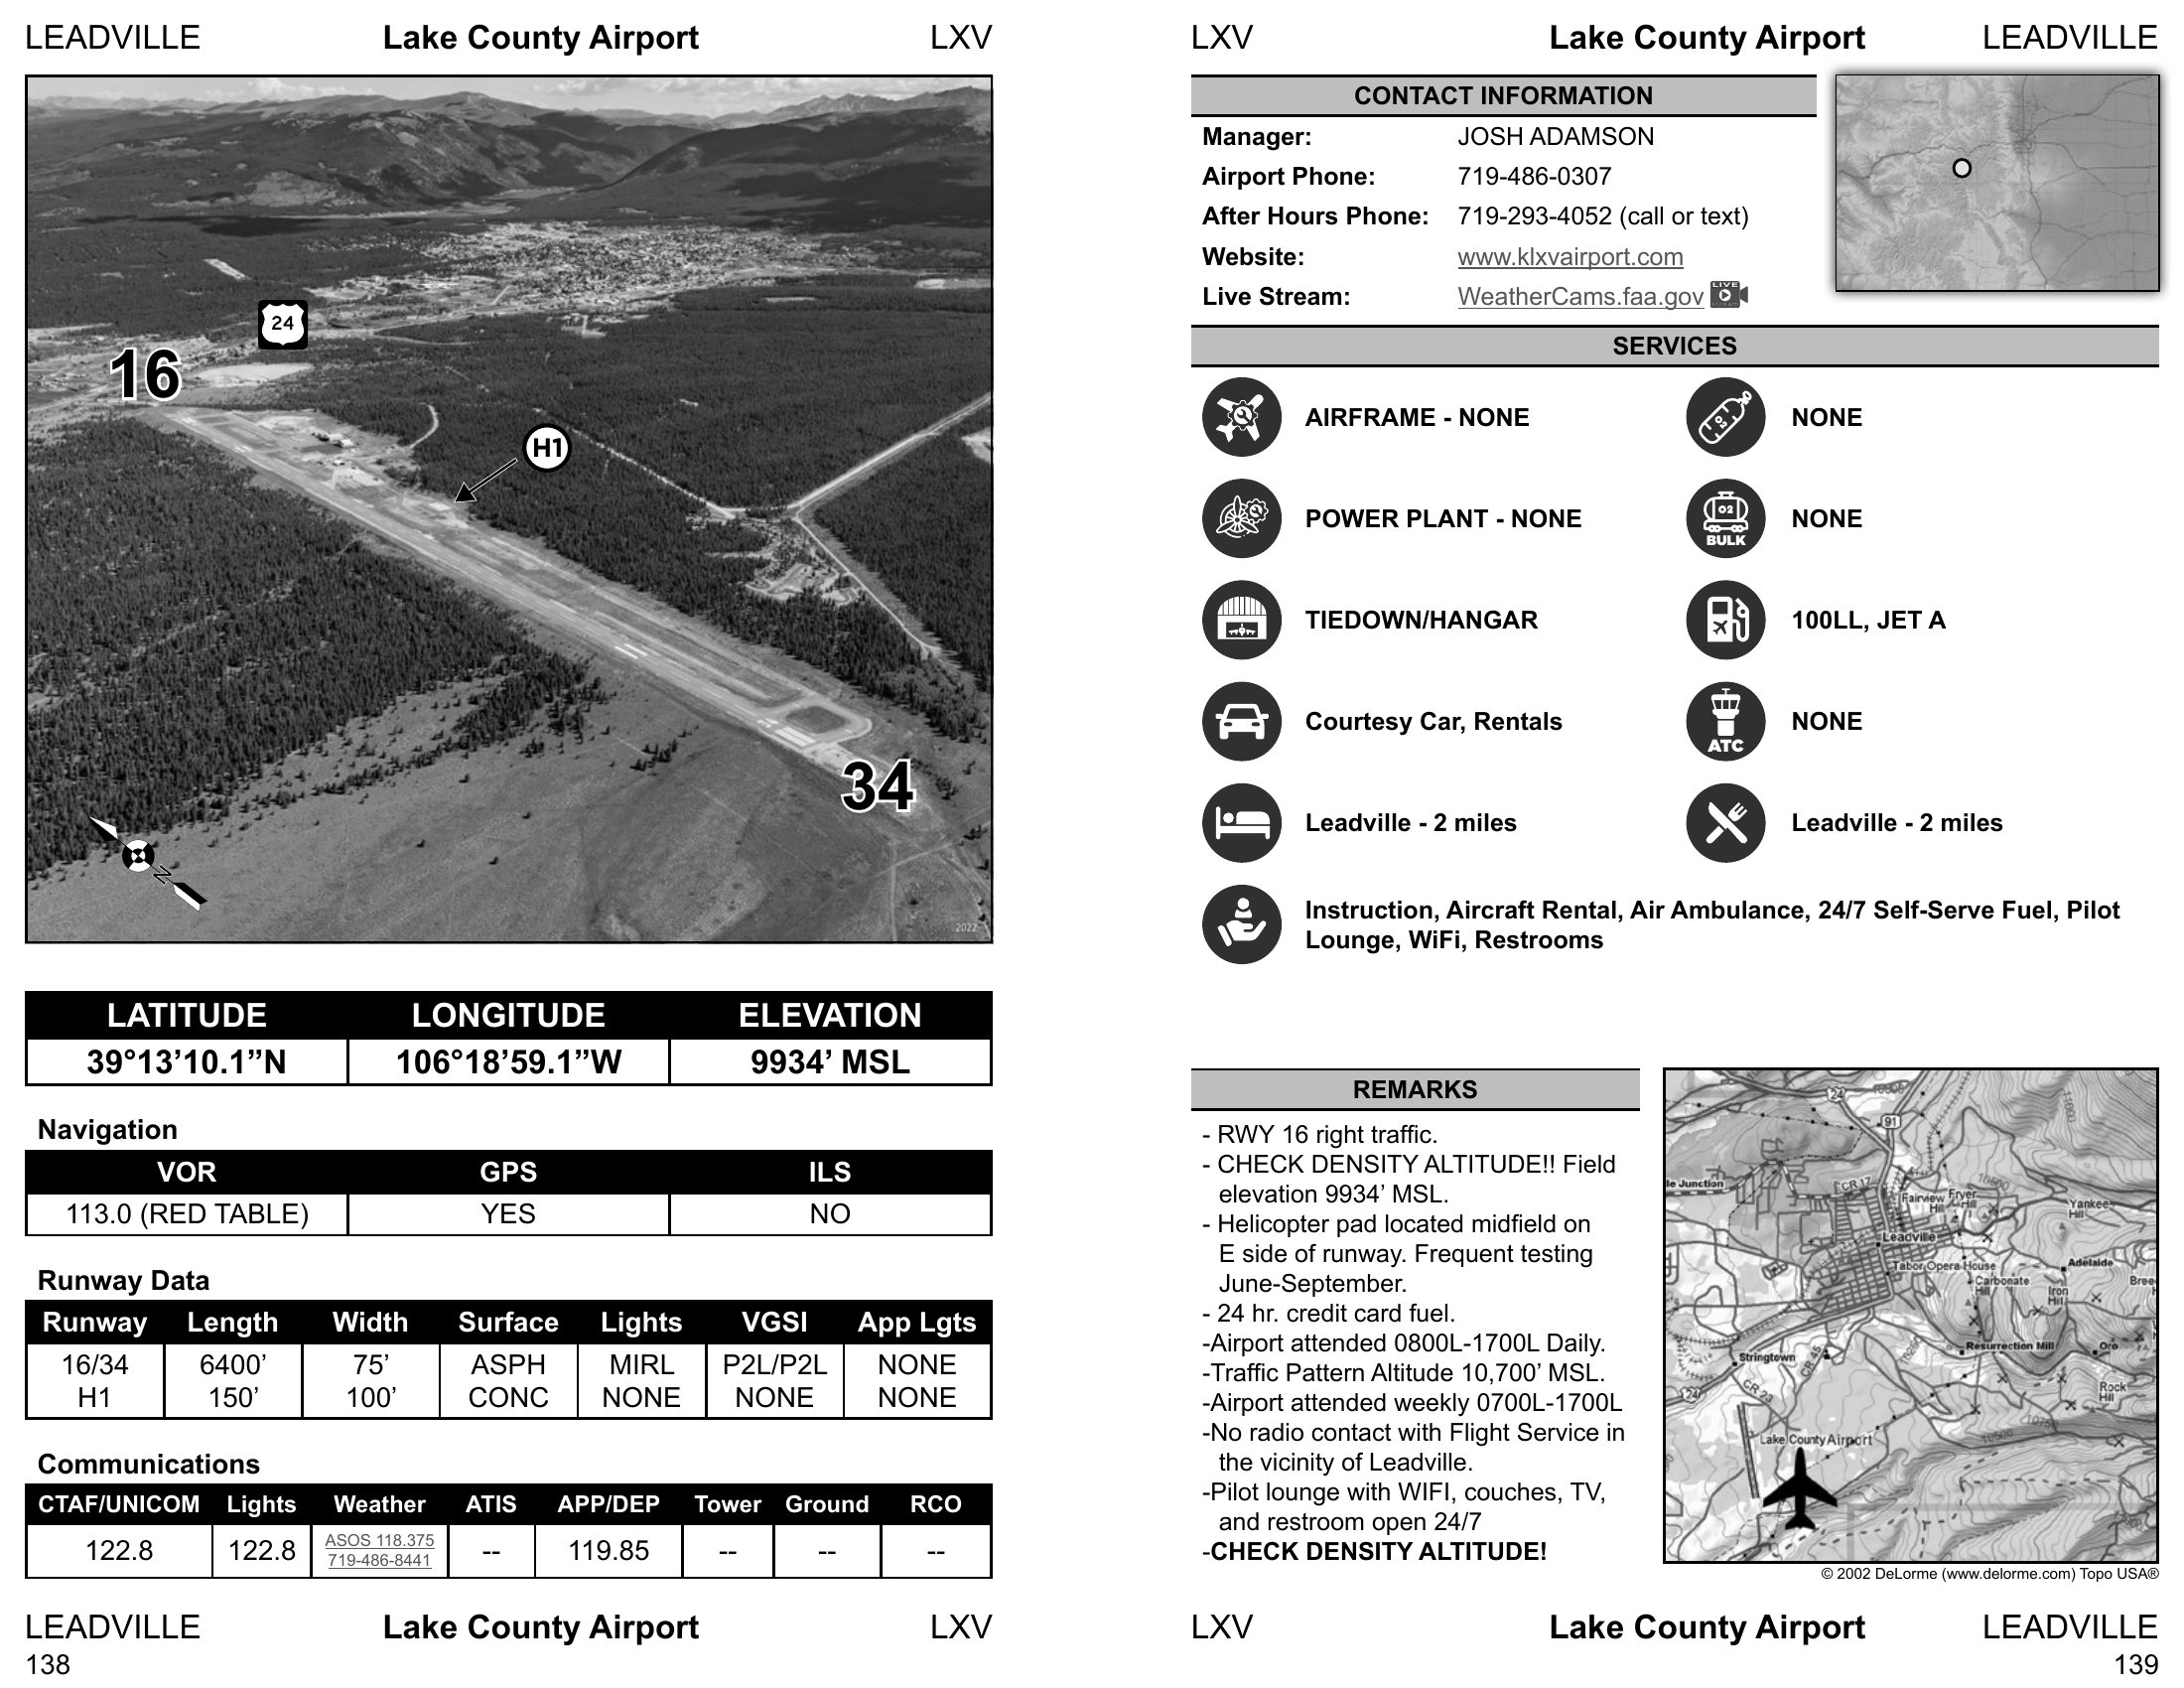 LEADVILLE Lake County Airport LXV
24
16
H1
34
N
2022
LATITUDE LONGITUDE ELEVATION
39°13’10.1”N 106°18’59.1”W 9934’ MSL
Navigation
VOR GPS ILS
113.0 (RED TABLE) YES NO
Runway Data
Runway Length Width Surface Lights VGSI App Lgts
16/34 6400’ 75’ ASPH MIRL P2L/P2L NONE
H1 150’ 100’ CONC NONE NONE NONE
Communications
CTAF/UNICOM Lights Weather ATIS APP/DEP Tower Ground RCO
122.8 122.8 ASOS 118.375 -- 119.85 -- -- --
719-486-8441
LEADVILLE Lake County Airport LXV
138
LXV Lake County Airport LEADVILLE
CONTACT INFORMATION
Manager: JOSH ADAMSON
Airport Phone: 719-486-0307
After Hours Phone: 719-293-4052 (call or text)
Website: www.klxvairport.com
Live Stream: WeatherCams.faa.gov LIVE
SERVICES
AIRFRAME - NONE O2 NONE
POWER PLANT - NONE O2 BULK NONE
TIEDOWN/HANGAR 100LL, JET A
Courtesy Car, Rentals ATC NONE
Leadville - 2 miles Leadville - 2 miles
Instruction, Aircraft Rental, Air Ambulance, 24/7 Self-Serve Fuel, Pilot
Lounge, WiFi, Restrooms
REMARKS
- RWY 16 right traffic.
- CHECK DENSITY ALTITUDE!! Field
elevation 9934’ MSL.
- Helicopter pad located midfield on
E side of runway. Frequent testing
June-September.
- 24 hr. credit card fuel.
-Airport attended 0800L-1700L Daily.
-Traffic Pattern Altitude 10,700’ MSL.
-Airport attended weekly 0700L-1700L
-No radio contact with Flight Service in
the vicinity of Leadville.
-Pilot lounge with WIFI, couches, TV,
and restroom open 24/7
-CHECK DENSITY ALTITUDE!
24
91
le Junction
CR 17
10500
Fairview Hill
Fryer Hill
Yankee Hill
Leadville
Tabor Opera House
Adelaide
Carbonate Hill
Iron Hill
Bree
Resurrection Mill
Oro
Stringtown
CR 45
CR 23
24
Rock Hill
Lake County Airport
10500
© 2002 DeLorme (www.delorme.com) Topo USA®
LXV Lake County Airport LEADVILLE
139